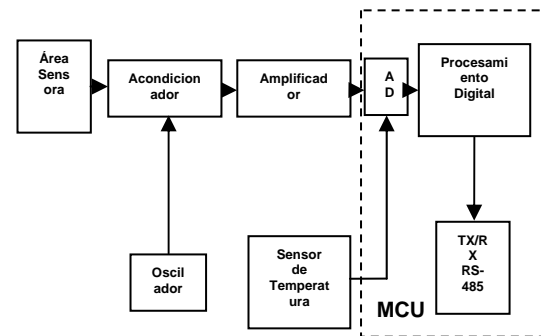 Área
Sens
ora
Acondicion
ador
Amplificad
or
A
D
Procesami
ento
Digital
Oscil
ador
Sensor
de
Temperat
ura
TX/R
X
RS-
485
MCU